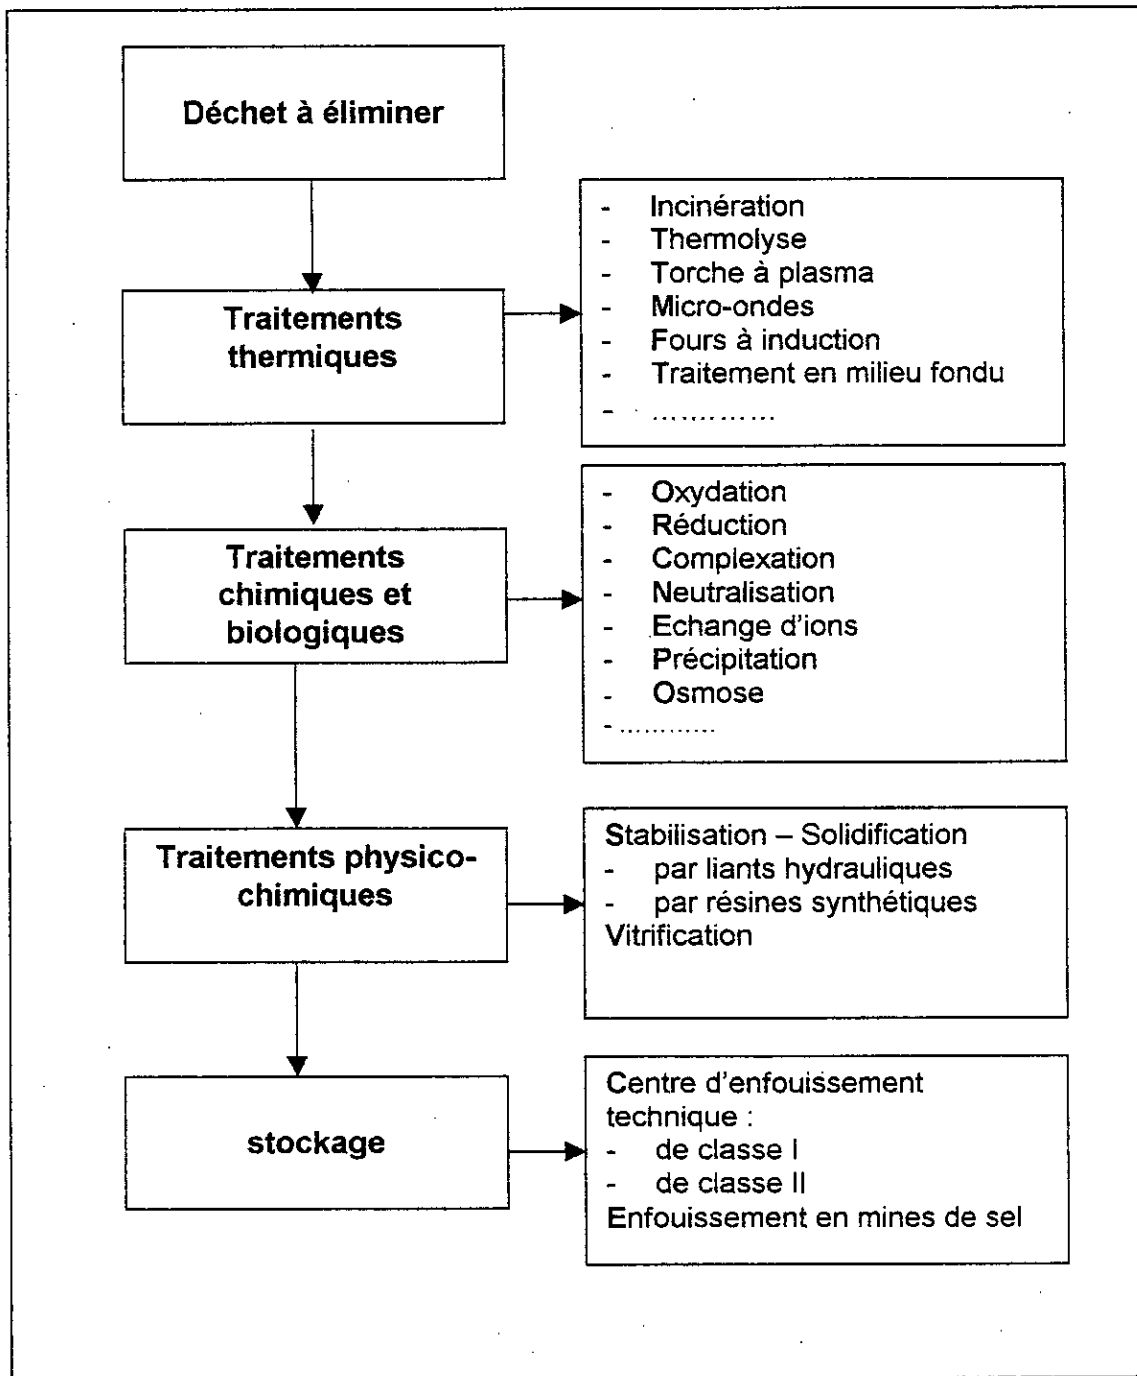 Déchet à éliminer
- Incinération
- Thermolyse
- Torche à plasma
- Micro-ondes
- Fours à induction
- Traitement en milieu fondu
- ..............
Traitements
thermiques
- Oxydation
- Réduction
- Complexation
- Neutralisation
- Echange d'ions
- Précipitation
- Osmose
- ............
Traitements
chimiques et
biologiques
Stabilisation – Solidification
- par liants hydrauliques
- par résines synthétiques
Vitrification
Traitements physico-
chimiques
Centre d'enfouissement
technique :
- de classe I
- de classe II
Enfouissement en mines de sel
stockage